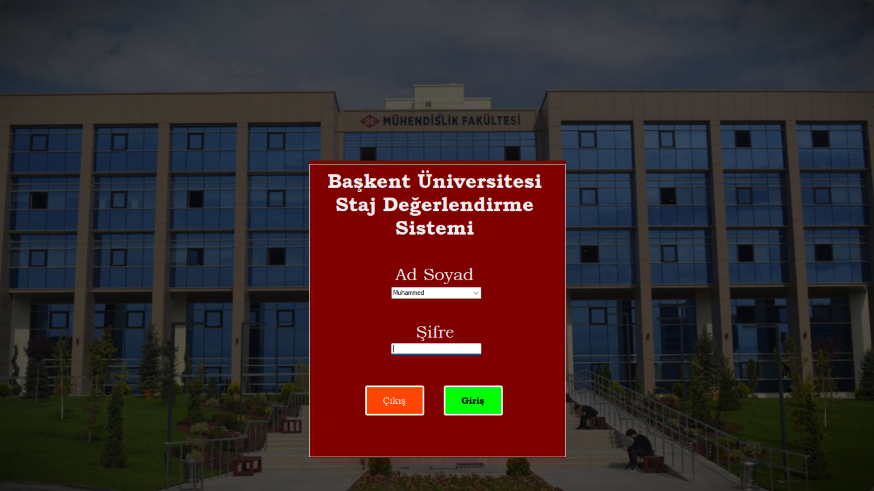 MÜHENDİSLİK FAKÜLTESİ
Başkent Üniversitesi
Staj Değerlendirme
Sistemi
Ad Soyad
Muhammed
Şifre
Çıkış
Giriş